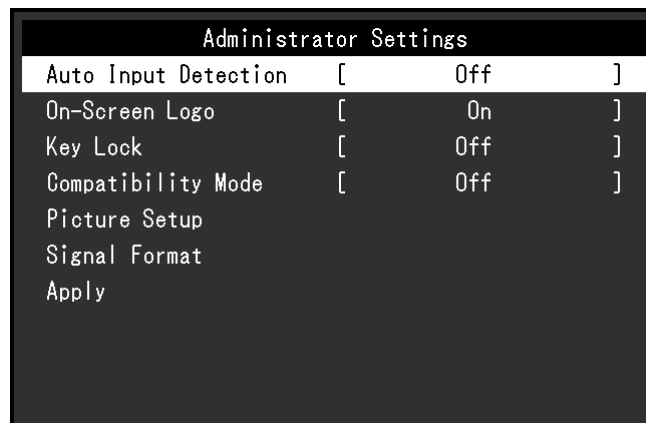 Administrator Settings
Auto Input Detection [ Off ]
On-Screen Logo [ On ]
Key Lock [ Off ]
Compatibility Mode [ Off ]
Picture Setup
Signal Format
Apply